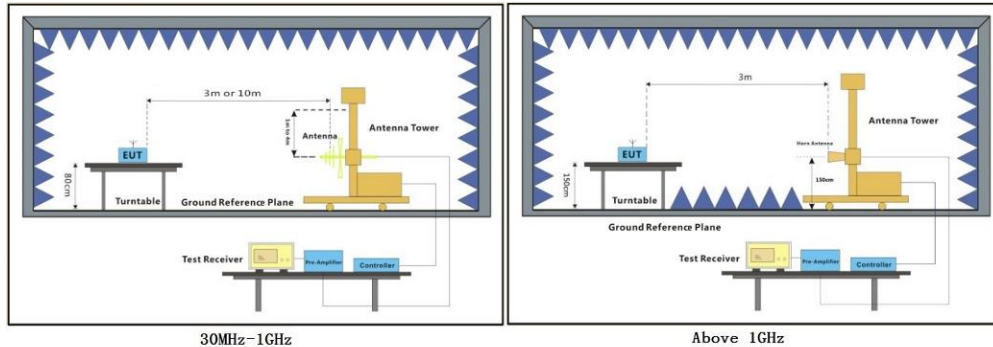 3m or 10m
1m to 4m
Antenna
Antenna Tower
EUT
80cm
Turntable
Ground Reference Plane
Test Receiver
Pre-Amplifier
Controller
30MHz-1GHz
3m
Antenna Tower
Horn Antenna
EUT
150cm
150cm
Turntable
Ground Reference Plane
Test Receiver
Pre-Amplifier
Controller
Above 1GHz